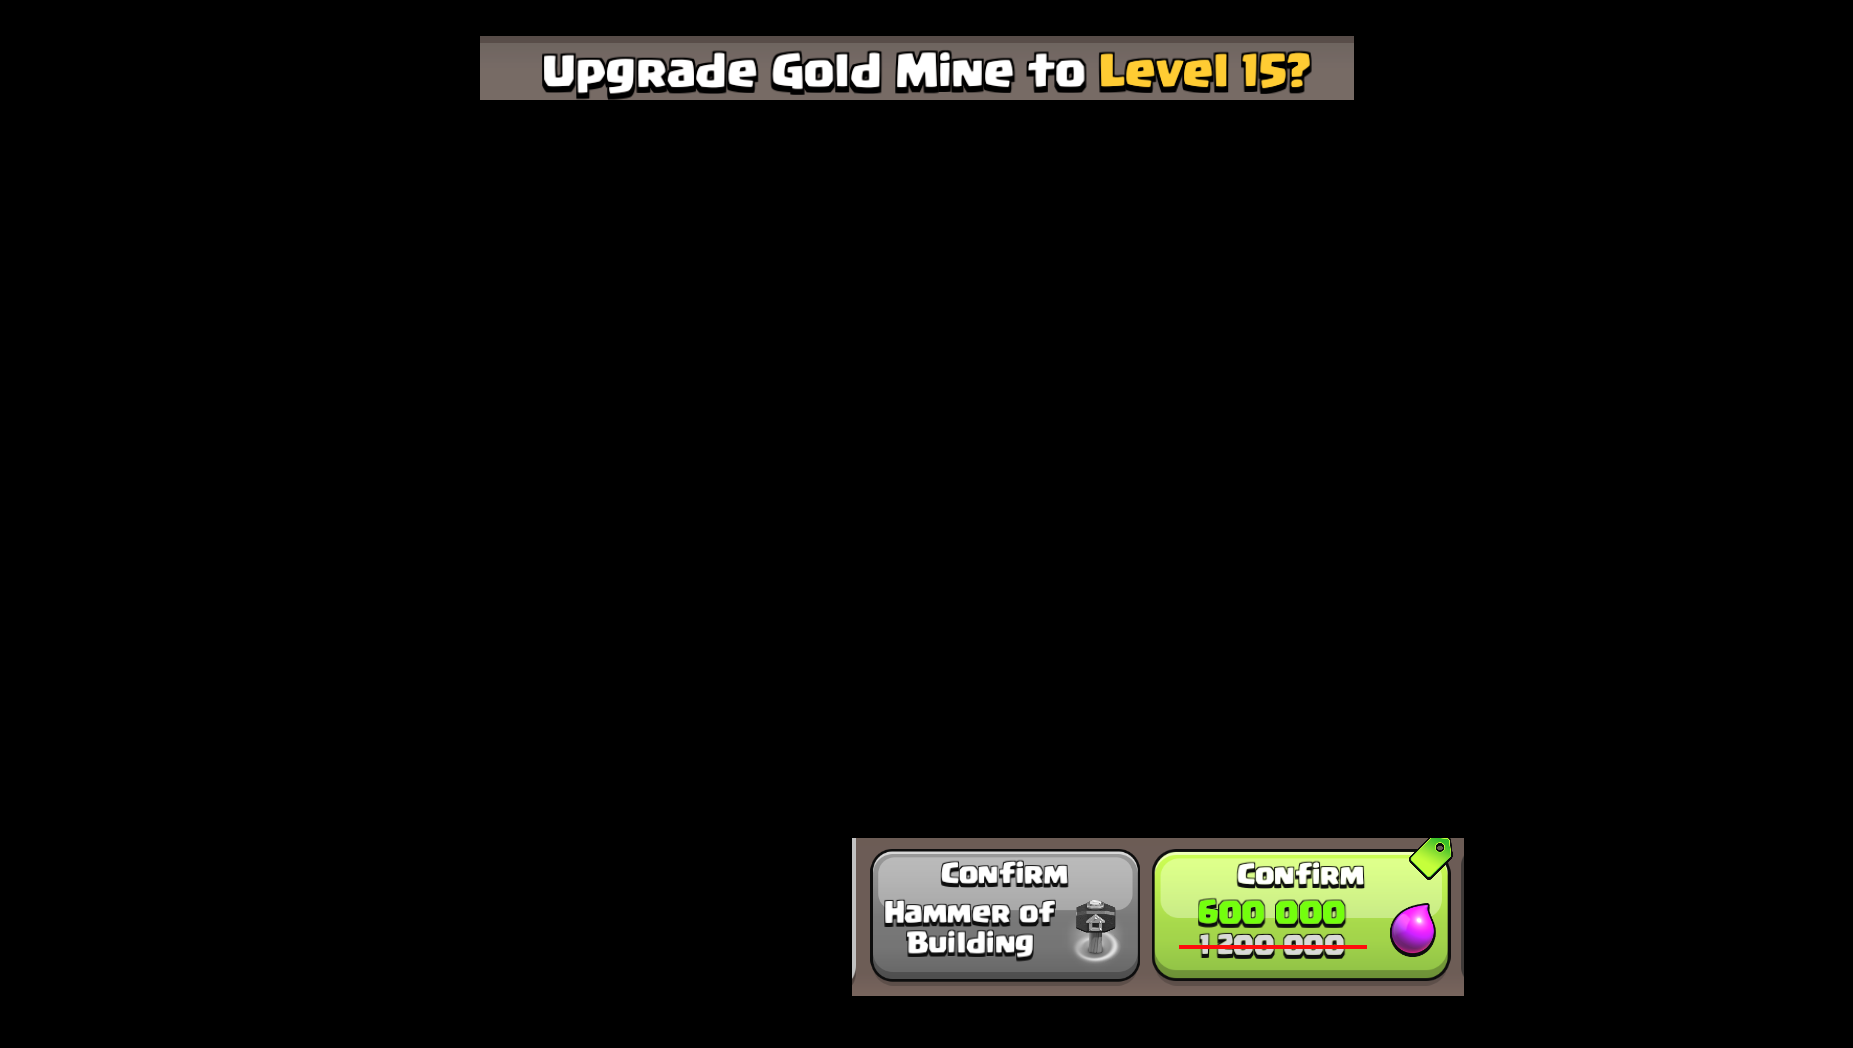 Upgrade Gold Mine to Level 15?
Confirm
Hammer of
Building
Confirm
600 000
1 200 000